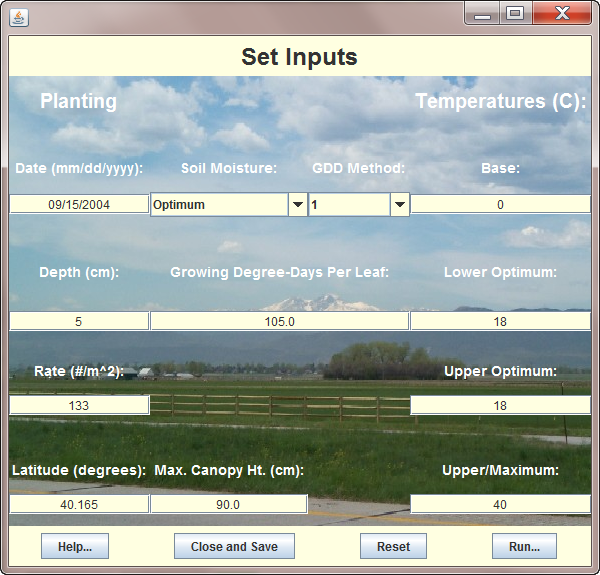 Set Inputs
Planting Temperatures (C):
Date (mm/dd/yyyy): Soil Moisture: GDD Method: Base:
09/15/2004 Optimum 1 0
Depth (cm): Growing Degree-Days Per Leaf: Lower Optimum:
5 105.0 18
Rate (#/m^2): Upper Optimum:
133 18
Latitude (degrees): Max. Canopy Ht. (cm): Upper/Maximum:
40.165 90.0 40
Help... Close and Save Reset Run...